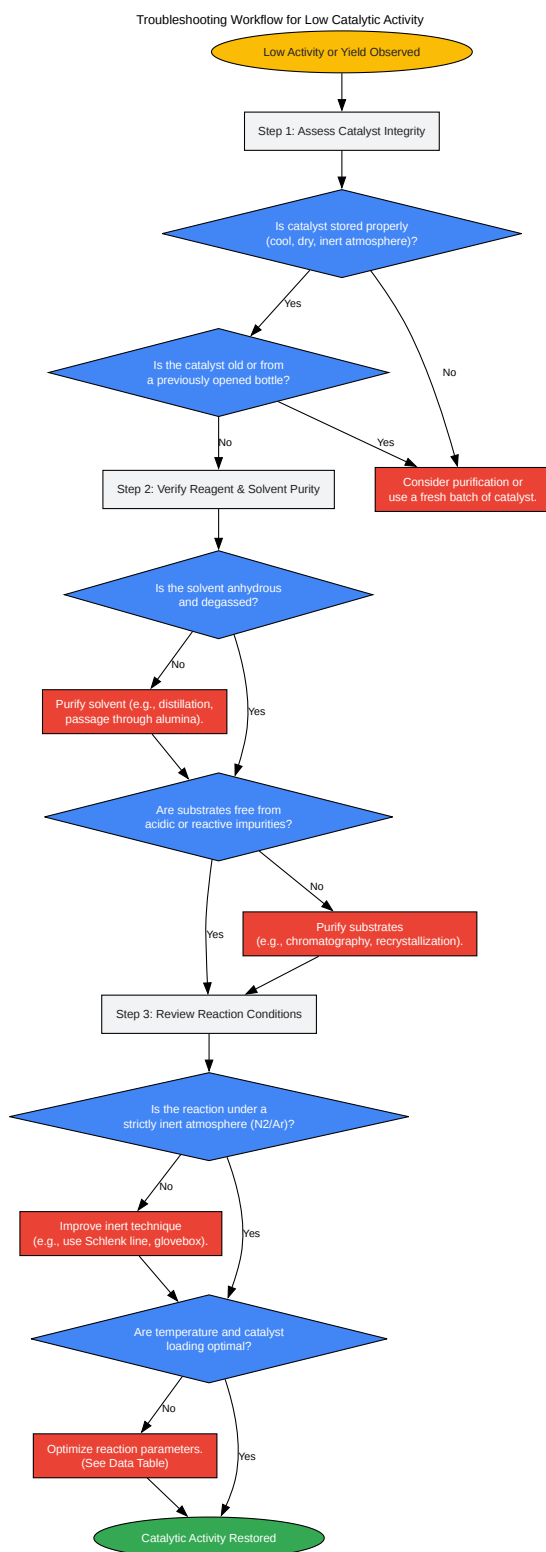 Troubleshooting Workflow for Low Catalytic Activity
Low Activity or Yield Observed
Step 1: Assess Catalyst Integrity
Is catalyst stored properly
(cool, dry, inert atmosphere)?
Yes
No
Is the catalyst old or from
a previously opened bottle?
Yes
No
Consider purification or
use a fresh batch of catalyst.
Step 2: Verify Reagent & Solvent Purity
Is the solvent anhydrous
and degassed?
No
Yes
Purify solvent (e.g., distillation,
passage through alumina).
Are substrates free from
acidic or reactive impurities?
No
Yes
Purify substrates
(e.g., chromatography, recrystallization).
Step 3: Review Reaction Conditions
Is the reaction under a
strictly inert atmosphere (N2/Ar)?
No
Yes
Improve inert technique
(e.g., use Schlenk line, glovebox).
Are temperature and catalyst
loading optimal?
No
Yes
Optimize reaction parameters.
(See Data Table)
Catalytic Activity Restored